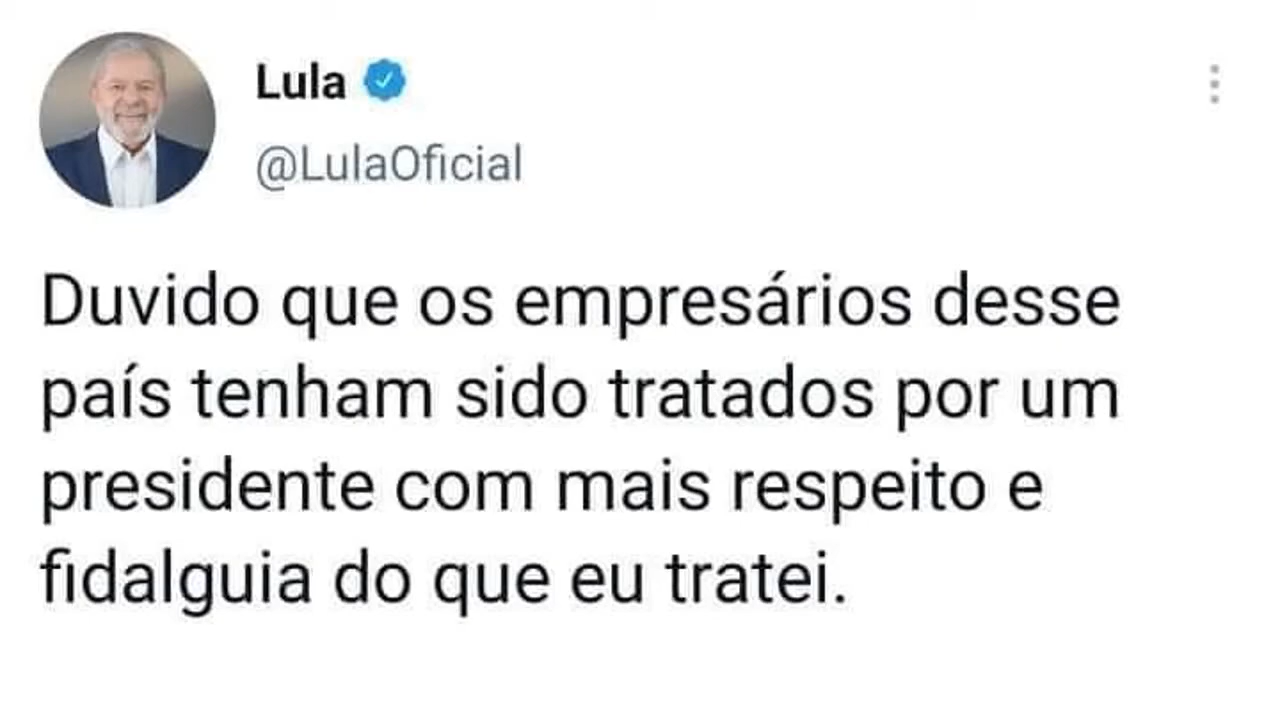 Lula
@LulaOficial
Duvido que os empresários desse
país tenham sido tratados por um
presidente com mais respeito e
fidalguia do que eu tratei.